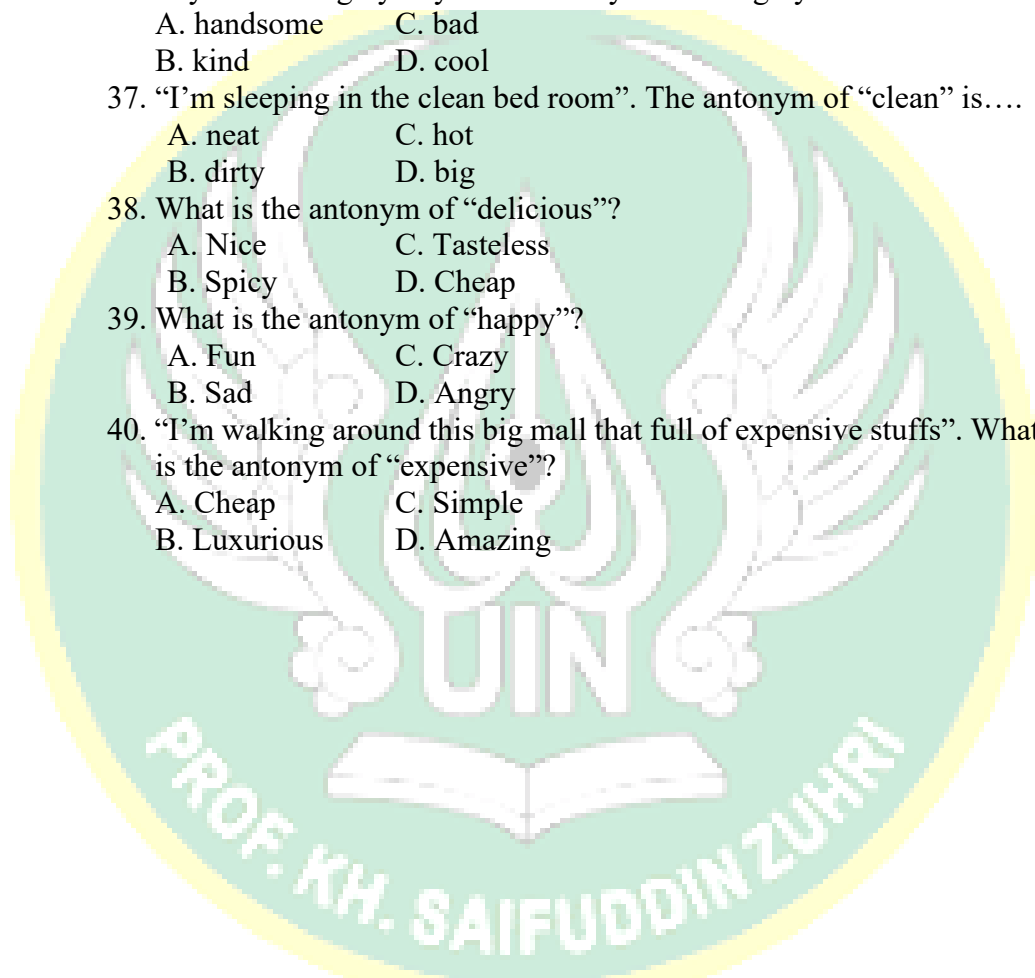 A. handsome C. bad
B. kind D. cool
37. “I’m sleeping in the clean bed room”. The antonym of “clean” is….
A. neat C. hot
B. dirty D. big
38. What is the antonym of “delicious”?
A. Nice C. Tasteless
B. Spicy D. Cheap
39. What is the antonym of “happy”?
A. Fun C. Crazy
B. Sad D. Angry
40. “I’m walking around this big mall that full of expensive stuffs”. What
is the antonym of “expensive”?
A. Cheap C. Simple
B. Luxurious D. Amazing
UIN
PROF. KH. SAIFUDDIN ZUHRI